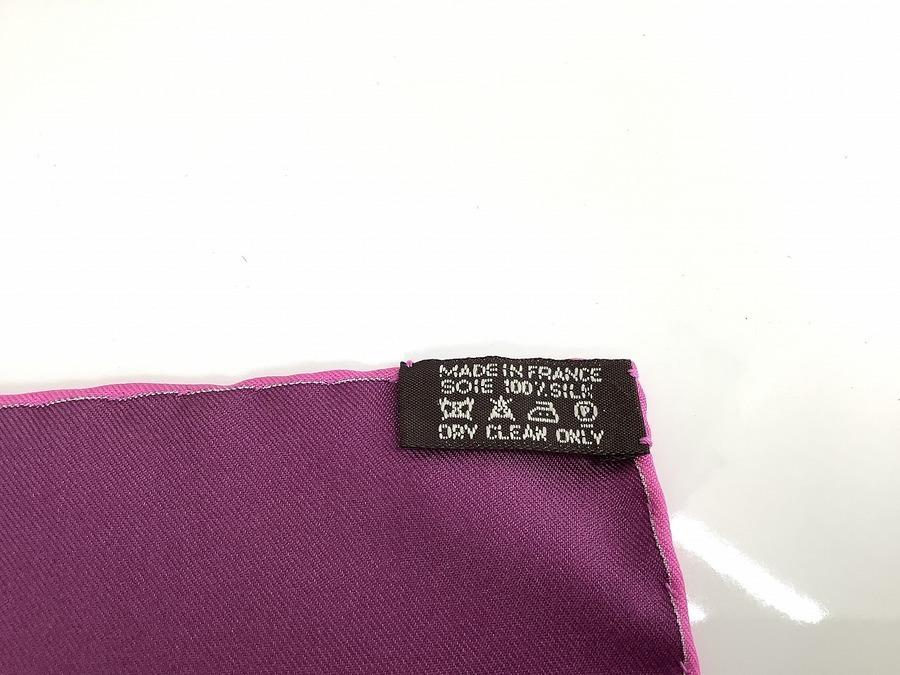 MADE IN FRANCE
SOIE 100% SILK
P
DRY CLEAN ONLY